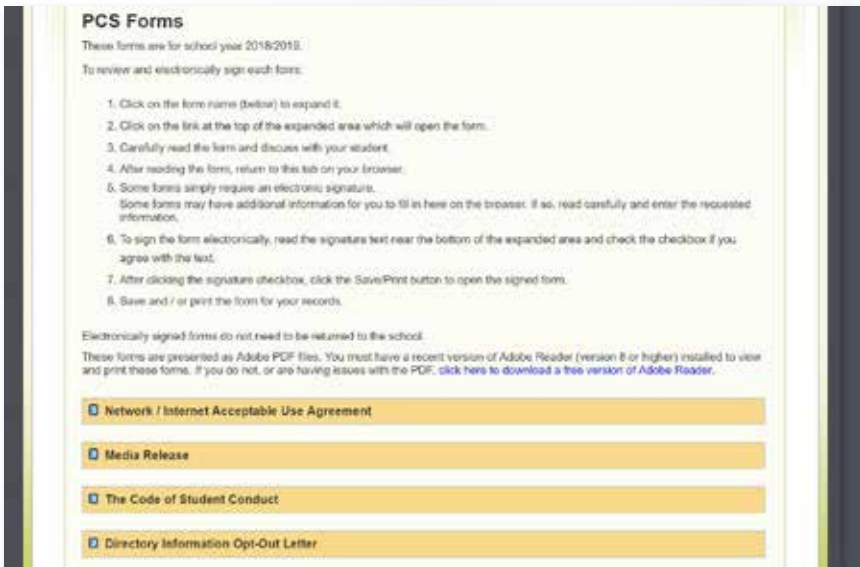 PCS Forms
These forms are for school year 2018/2019.
To review and electronically sign each form:
1. Click on the form name (below) to expand it.
2. Click on the link at the top of the expanded area which will open the form.
3. Carefully read the form and discuss with your student.
4. After reading the form, return to this tab on your browser.
5. Some forms simply require an electronic signature.
Some forms may have additional information for you to fill in here on the browser. If so, read carefully and enter the requested
information.
6. To sign the form electronically, read the signature text near the bottom of the expanded area and check the checkbox if you
agree with the text.
7. After clicking the signature checkbox, click the Save/Print button to open the signed form.
8. Save and / or print the form for your records.
Electronically signed forms do not need to be returned to the school.
These forms are presented as Adobe PDF files. You must have a recent version of Adobe Reader (version 8 or higher) installed to view
and print these forms. If you do not, or are having issues with the PDF, click here to download a free version of Adobe Reader.
Network / Internet Acceptable Use Agreement
Media Release
The Code of Student Conduct
Directory Information Opt-Out Letter